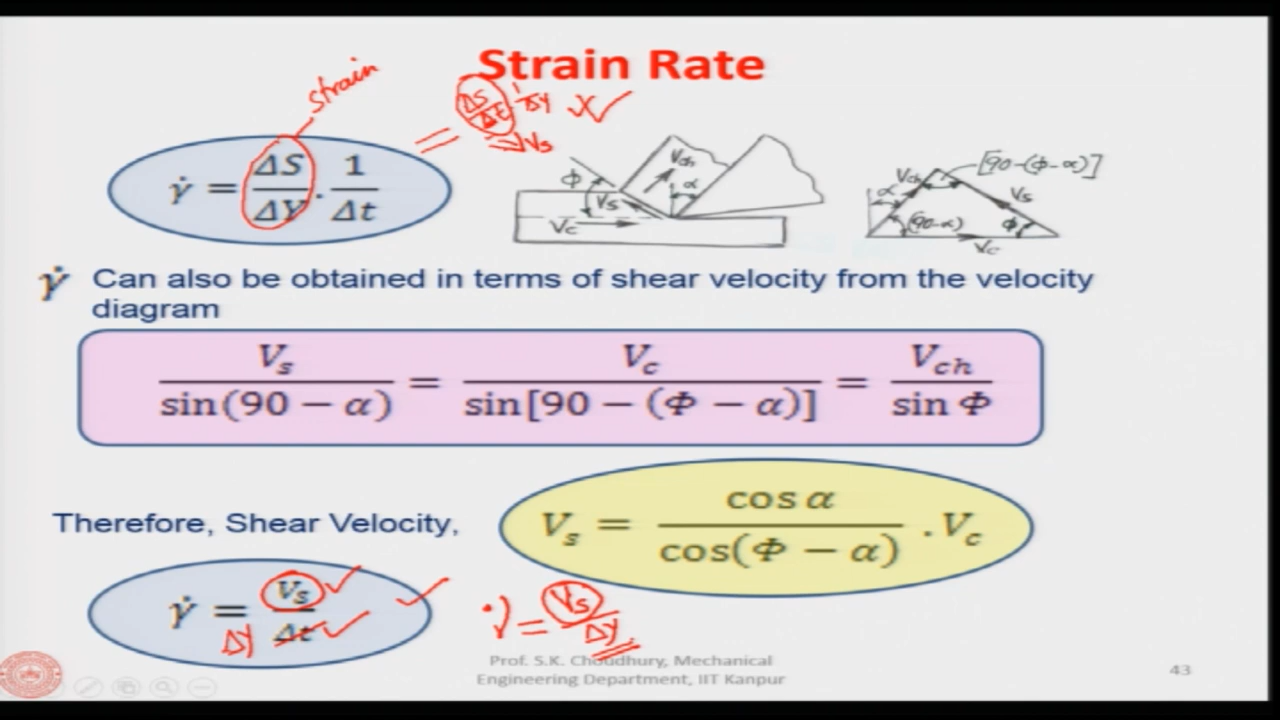 Strain Rate
strain
γ̇ = ΔS/ΔY . 1/Δt
= ΔS/Δt . 1/ΔY
→ Vs
Φ Vch α
Vs
Vc
Vch [90-(Φ-α)]
α Vs
(90-α) Φ
Vc
γ̇ Can also be obtained in terms of shear velocity from the velocity
diagram
Vs/sin(90 − α) = Vc/sin[90 − (Φ − α)] = Vch/sin Φ
Therefore, Shear Velocity, Vs = cos α/cos(Φ − α) . Vc
γ̇ = Vs/Δt
ΔY
γ̇ = Vs/ΔY
Prof. S.K. Choudhury, Mechanical
Engineering Department, IIT Kanpur
43